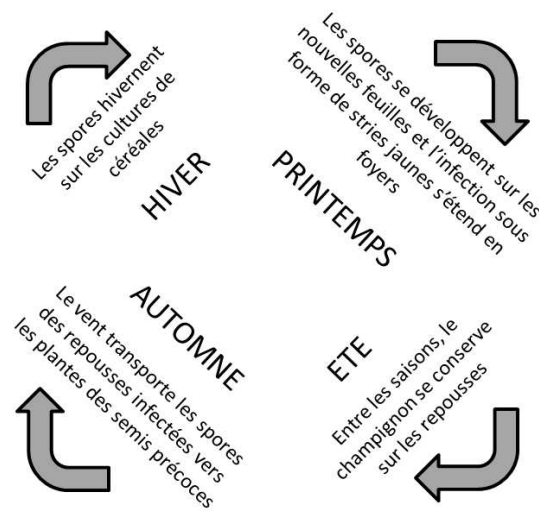 Les spores hivernent
sur les cultures de
céréales
HIVER
Les spores se développent sur les
nouvelles feuilles et l'infection sous
forme de stries jaunes s'étend en
foyers
PRINTEMPS
ETE
Entre les saisons, le
champignon se conserve
sur les repousses
AUTOMNE
Le vent transporte les spores
des repousses infectées vers
les plantes des semis précoces